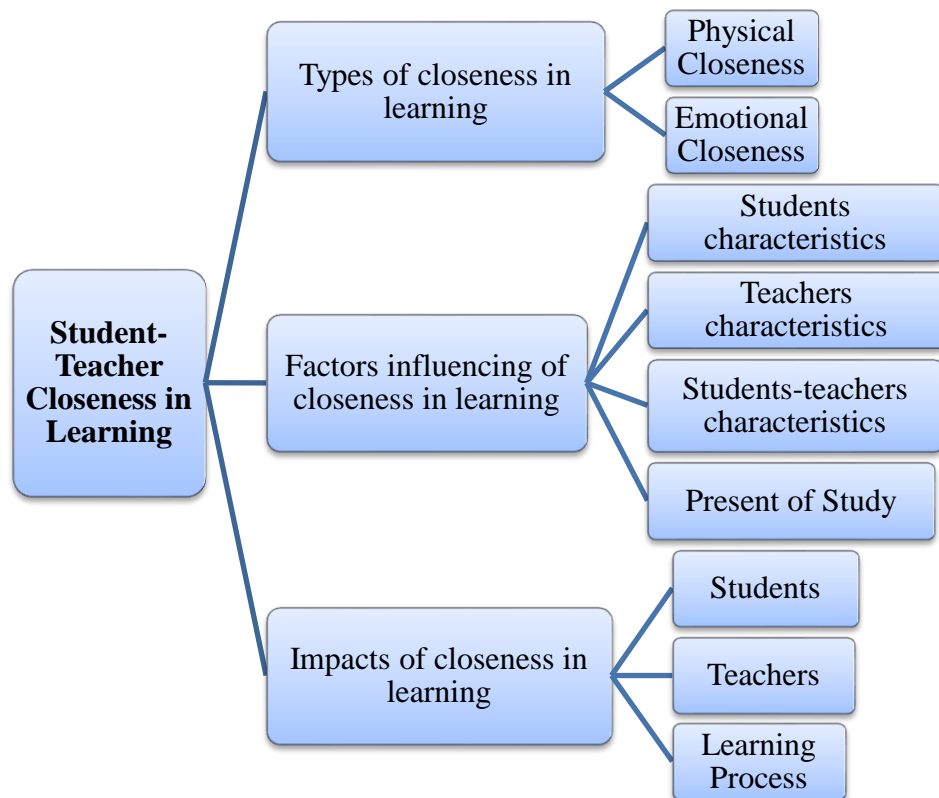 Student-
Teacher
Closeness in
Learning
Types of closeness in
learning
Physical
Closeness
Emotional
Closeness
Factors influencing of
closeness in learning
Students
characteristics
Teachers
characteristics
Students-teachers
characteristics
Present of Study
Impacts of closeness in
learning
Students
Teachers
Learning
Process